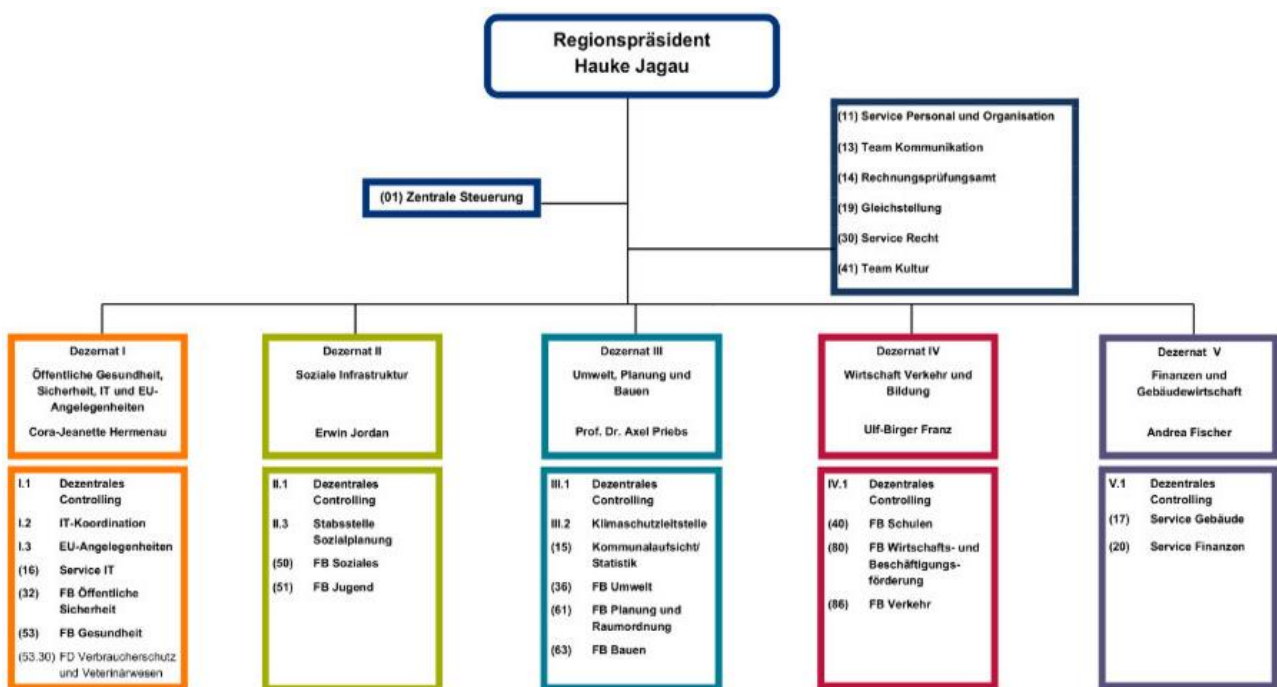 Regionspräsident
Hauke Jagau
(01) Zentrale Steuerung
(11) Service Personal und Organisation
(13) Team Kommunikation
(14) Rechnungsprüfungsamt
(19) Gleichstellung
(30) Service Recht
(41) Team Kultur
Dezernat I
Öffentliche Gesundheit,
Sicherheit, IT und EU-
Angelegenheiten
Cora-Jeanette Hermenau
I.1 Dezentrales
Controlling
I.2 IT-Koordination
I.3 EU-Angelegenheiten
(16) Service IT
(32) FB Öffentliche
Sicherheit
(53) FB Gesundheit
(53.30) FD Verbraucherschutz
und Veterinärwesen
Dezernat II
Soziale Infrastruktur
Erwin Jordan
II.1 Dezentrales
Controlling
II.3 Stabsstelle
Sozialplanung
(50) FB Soziales
(51) FB Jugend
Dezernat III
Umwelt, Planung und
Bauen
Prof. Dr. Axel Priebs
III.1 Dezentrales
Controlling
III.2 Klimaschutzleitstelle
(15) Kommunalaufsicht/
Statistik
(36) FB Umwelt
(61) FB Planung und
Raumordnung
(63) FB Bauen
Dezernat IV
Wirtschaft Verkehr und
Bildung
Ulf-Birger Franz
IV.1 Dezentrales
Controlling
(40) FB Schulen
(80) FB Wirtschafts- und
Beschäftigungs-
förderung
(86) FB Verkehr
Dezernat V
Finanzen und
Gebäudewirtschaft
Andrea Fischer
V.1 Dezentrales
Controlling
(17) Service Gebäude
(20) Service Finanzen